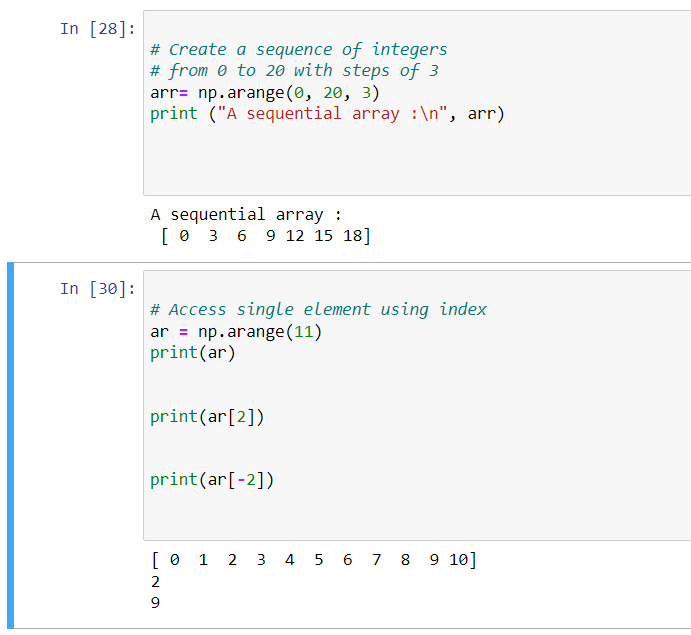 In [28]:
# Create a sequence of integers
# from 0 to 20 with steps of 3
arr= np.arange(0, 20, 3)
print ("A sequential array :\n", arr)
A sequential array :
 [ 0  3  6  9 12 15 18]
In [30]:
# Access single element using index
ar = np.arange(11)
print(ar)
print(ar[2])
print(ar[-2])
[ 0  1  2  3  4  5  6  7  8  9 10]
2
9